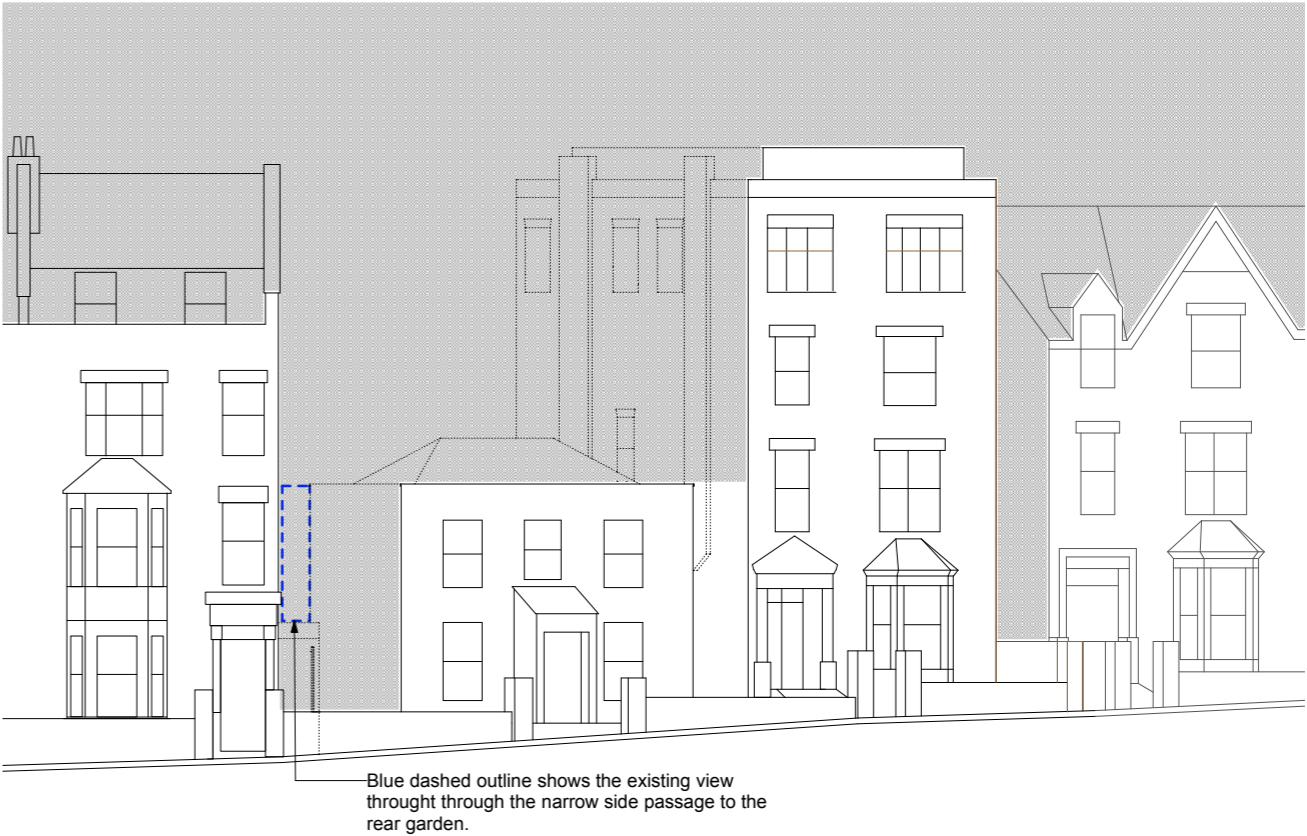 Blue dashed outline shows the existing view
throught through the narrow side passage to the
rear garden.